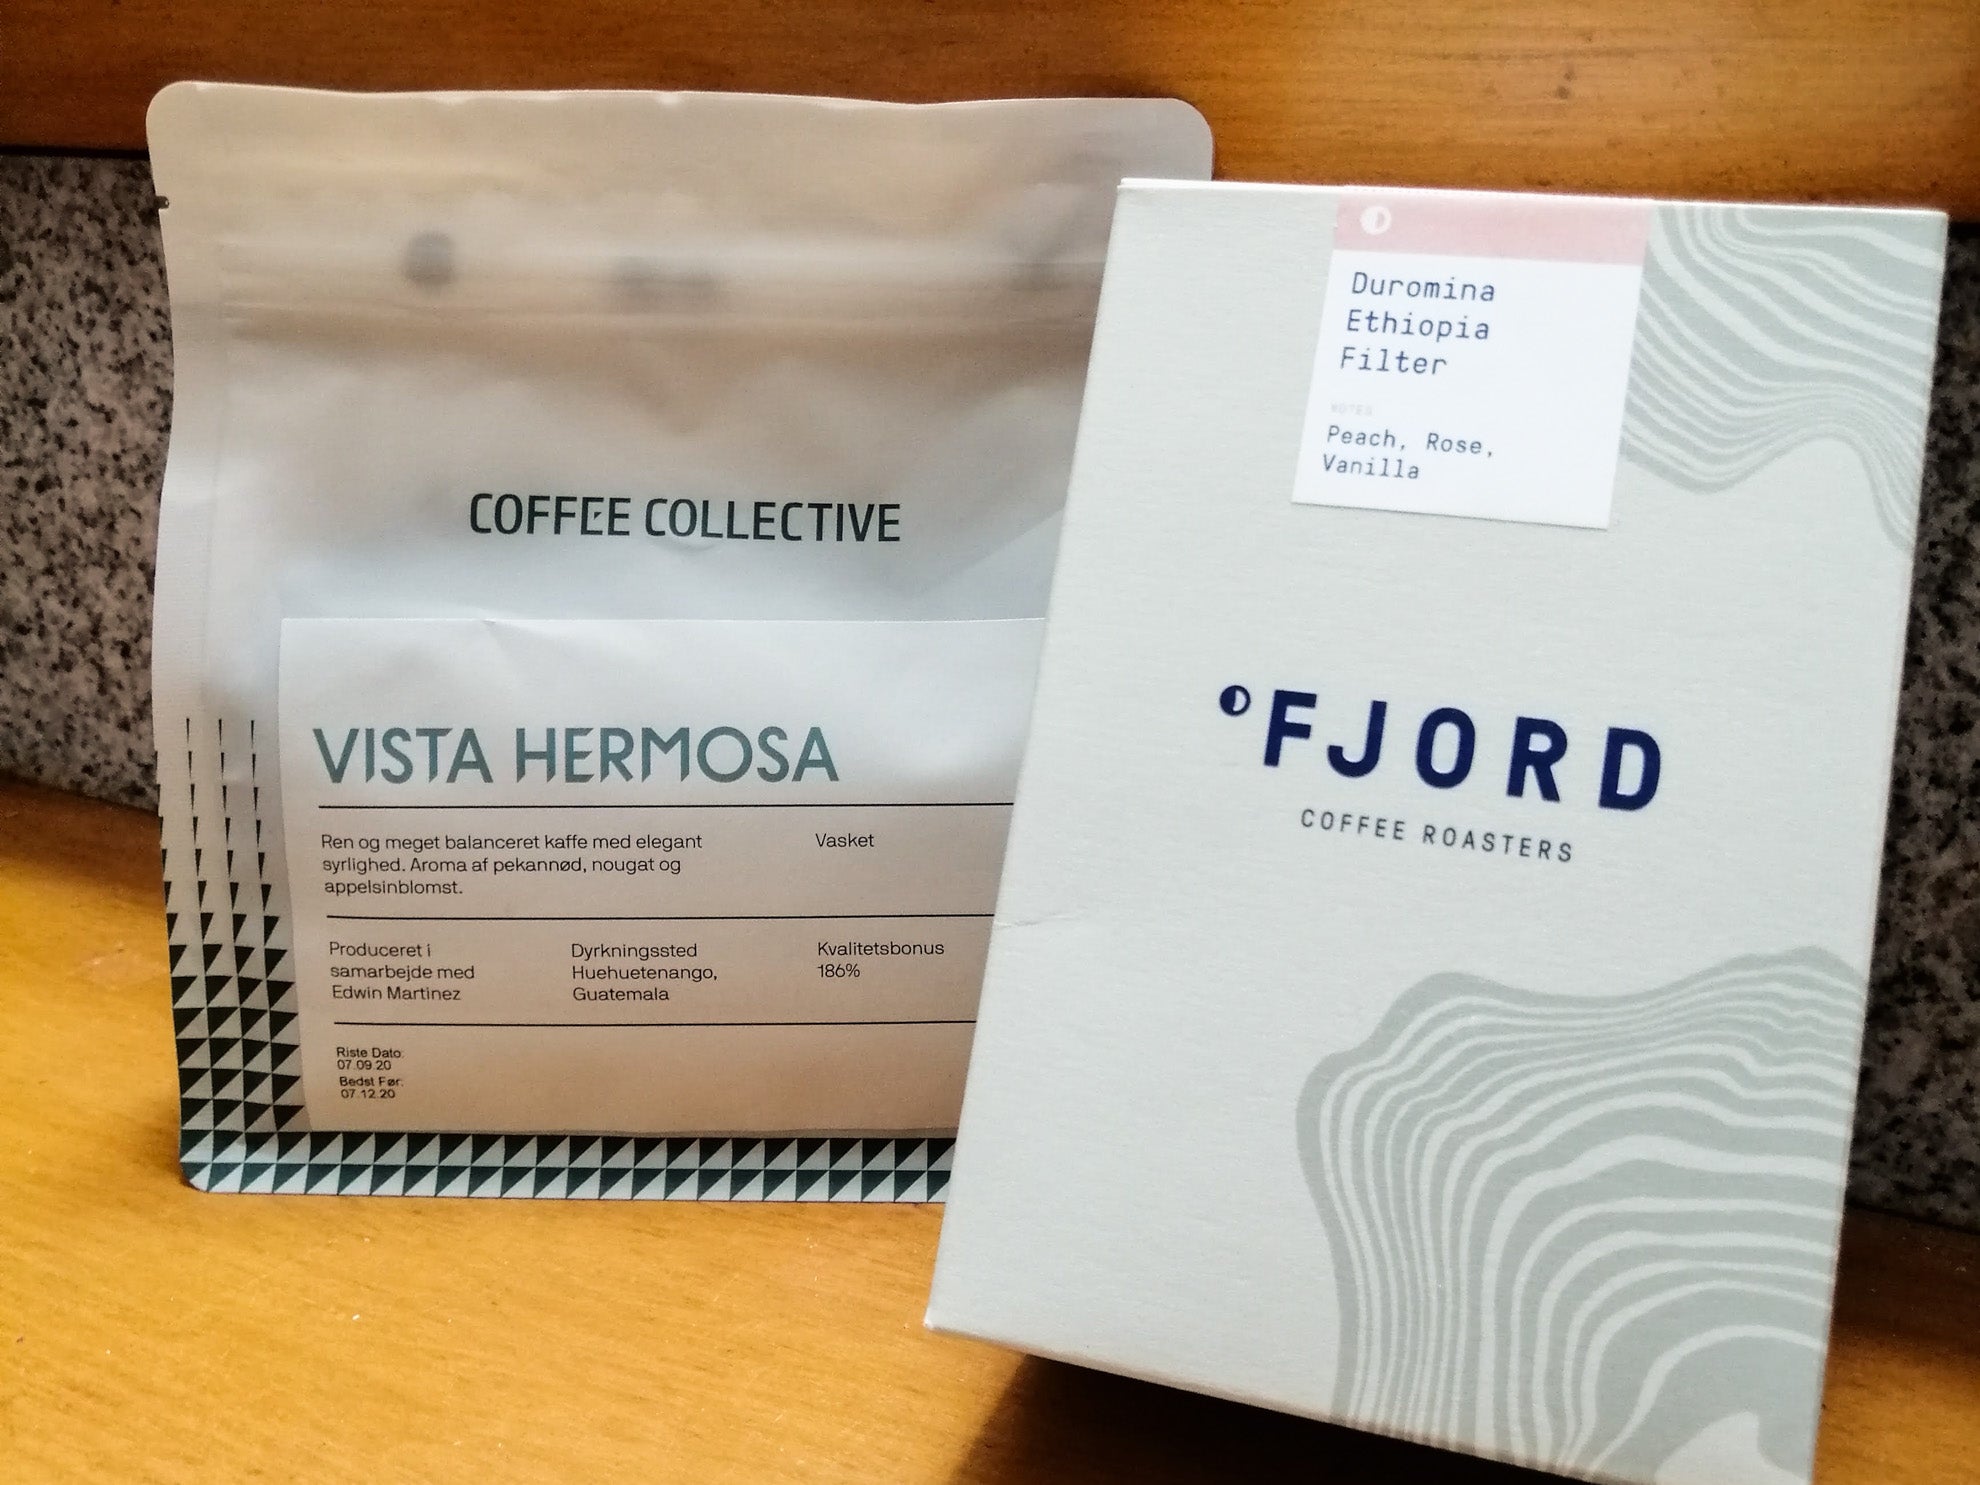 COFFEE COLLECTIVE
VISTA HERMOSA
Ren og meget balanceret kaffe med elegant
syrlighed. Aroma af pekannød, nougat og
appelsinblomst.
Vasket
Produceret i
samarbejde med
Edwin Martinez
Dyrkningssted
Huehuetenango,
Guatemala
Kvalitetsbonus
186%
Riste Dato:
07.09.20
Bedst Før:
07.12.20
Duromina
Ethiopia
Filter
NOTES
Peach, Rose,
Vanilla
FJORD
COFFEE ROASTERS